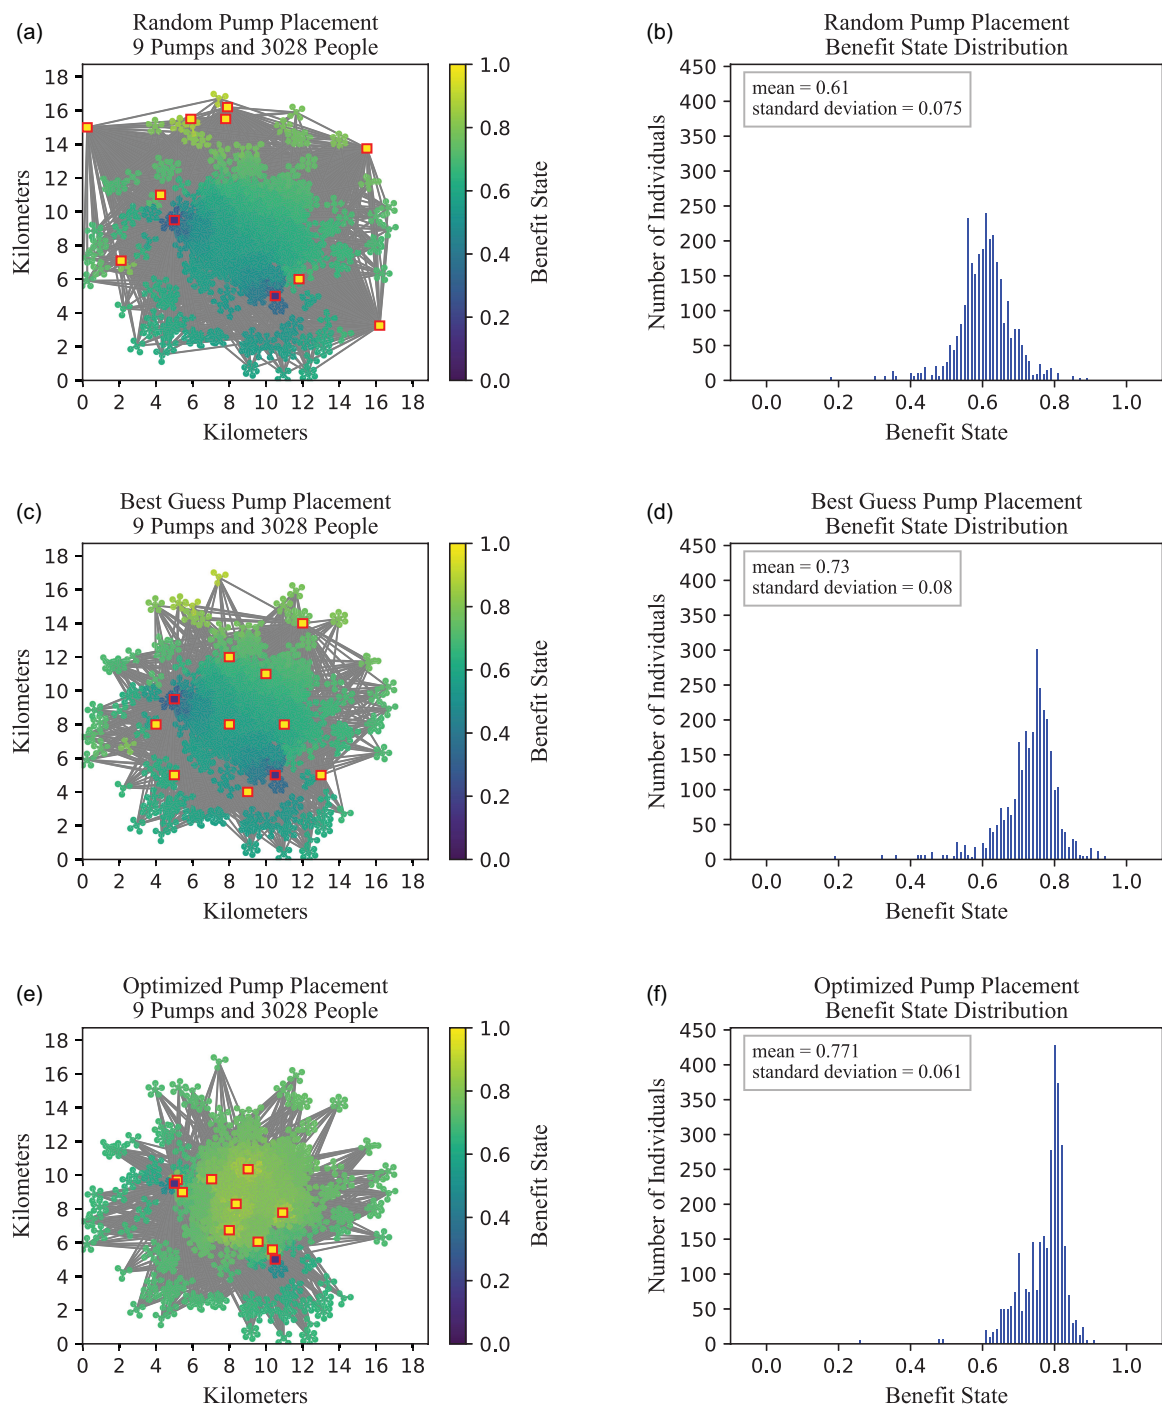 (a)
Random Pump Placement
9 Pumps and 3028 People
18
16
14
12
10
8
6
4
2
0
Kilometers
0 2 4 6 8 10 12 14 16 18
Kilometers
1.0
0.8
0.6
0.4
0.2
0.0
Benefit State
(b)
Random Pump Placement
Benefit State Distribution
mean = 0.61
standard deviation = 0.075
450
400
350
300
250
200
150
100
50
0
Number of Individuals
0.0 0.2 0.4 0.6 0.8 1.0
Benefit State
(c)
Best Guess Pump Placement
9 Pumps and 3028 People
18
16
14
12
10
8
6
4
2
0
Kilometers
0 2 4 6 8 10 12 14 16 18
Kilometers
1.0
0.8
0.6
0.4
0.2
0.0
Benefit State
(d)
Best Guess Pump Placement
Benefit State Distribution
mean = 0.73
standard deviation = 0.08
450
400
350
300
250
200
150
100
50
0
Number of Individuals
0.0 0.2 0.4 0.6 0.8 1.0
Benefit State
(e)
Optimized Pump Placement
9 Pumps and 3028 People
18
16
14
12
10
8
6
4
2
0
Kilometers
0 2 4 6 8 10 12 14 16 18
Kilometers
1.0
0.8
0.6
0.4
0.2
0.0
Benefit State
(f)
Optimized Pump Placement
Benefit State Distribution
mean = 0.771
standard deviation = 0.061
450
400
350
300
250
200
150
100
50
0
Number of Individuals
0.0 0.2 0.4 0.6 0.8 1.0
Benefit State